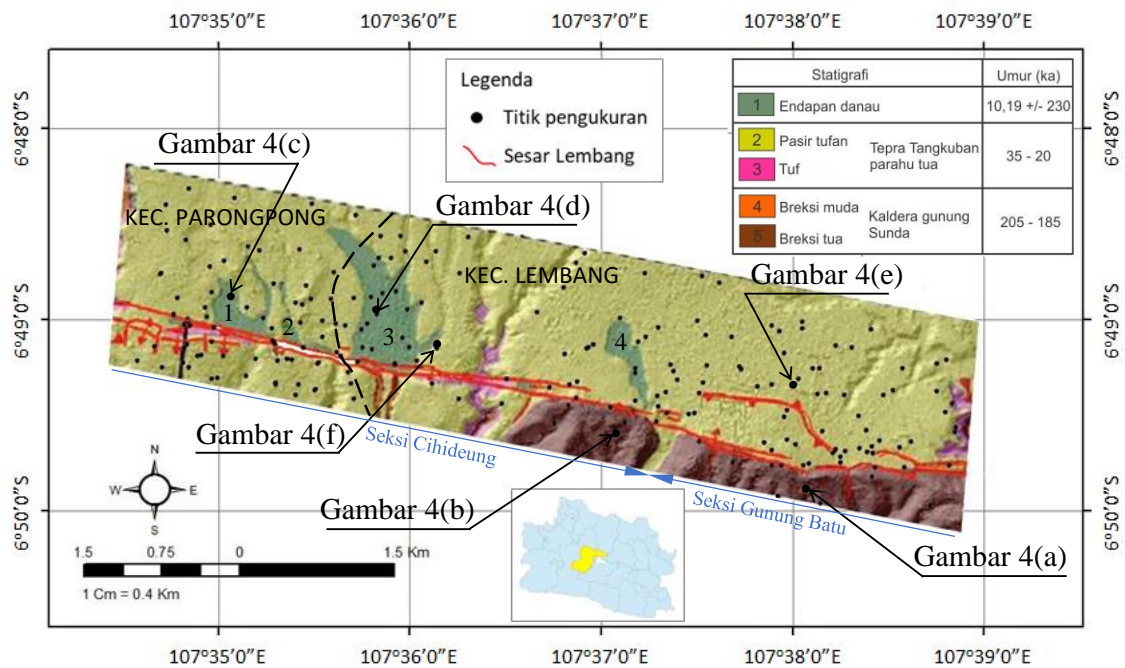 107°35'0"E 107°36'0"E 107°37'0"E 107°38'0"E 107°39'0"E
6°48'0"S
6°49'0"S
6°50'0"S
Legenda
Titik pengukuran
Sesar Lembang
Statigrafi Umur (ka)
1 Endapan danau 10,19 +/- 230
2 Pasir tufan
3 Tuf
Tepra Tangkuban
parahu tua
35 - 20
4 Breksi muda
5 Breksi tua
Kaldera gunung
Sunda
205 - 185
6°48'0"S
6°49'0"S
6°50'0"S
Gambar 4(c)
Gambar 4(d)
KEC. PARONGPONG
KEC. LEMBANG
Gambar 4(e)
1
2
3
4
Gambar 4(f)
Seksi Cihideung
Gambar 4(b)
Seksi Gunung Batu
Gambar 4(a)
N
W E
S
1.5 0.75 0 1.5 Km
1 Cm = 0.4 Km
107°35'0"E 107°36'0"E 107°37'0"E 107°38'0"E 107°39'0"E